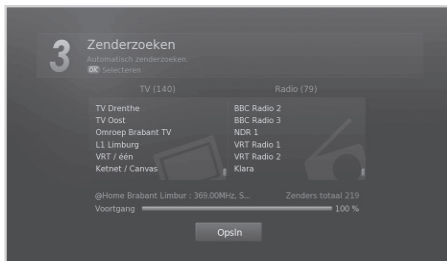 3
Zenderzoeken
Automatisch zenderzoeken.
OK Selecteren
TV (140)
Radio (79)
TV Drenthe
TV Oost
Omroep Brabant TV
L1 Limburg
VRT / één
Ketnet / Canvas
BBC Radio 2
BBC Radio 3
NDR 1
VRT Radio 1
VRT Radio 2
Klara
@Home Brabant Limbur : 369.00MHz, S...
Zenders totaal 219
Voortgang
100 %
Opsln